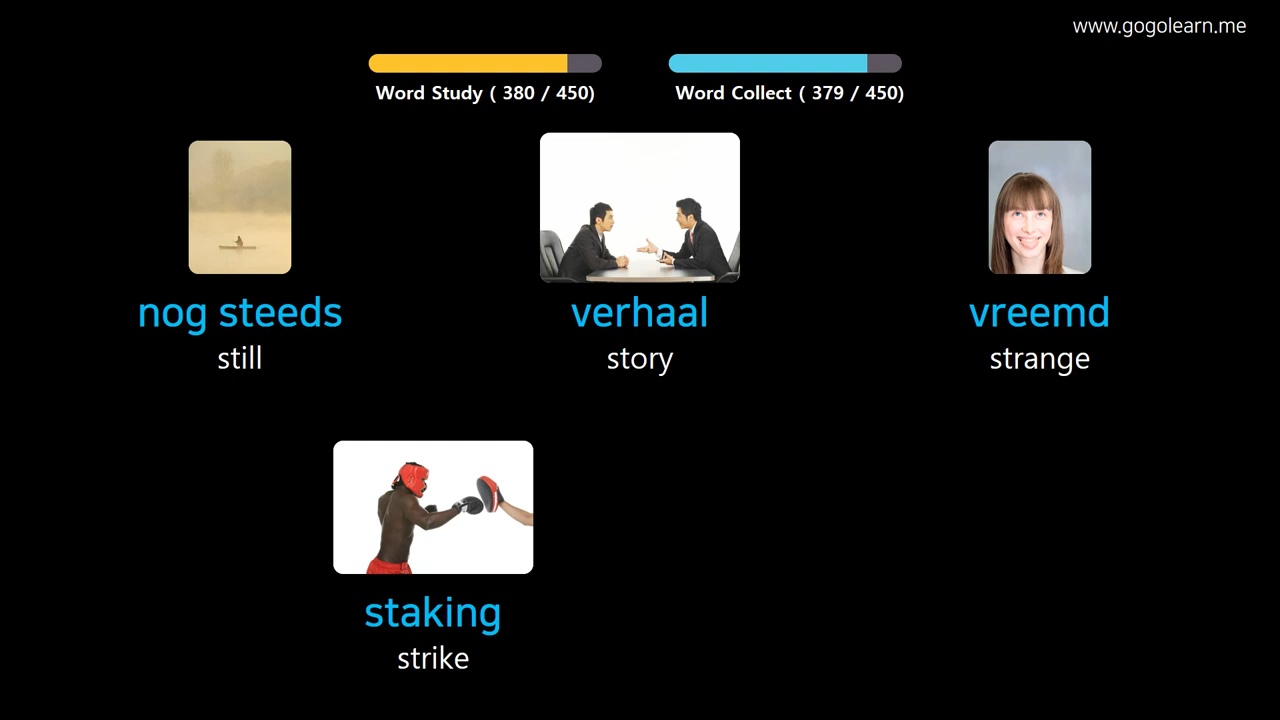 www.gogolearn.me
Word Study ( 380 / 450)
Word Collect ( 379 / 450)
nog steeds
still
verhaal
story
vreemd
strange
staking
strike